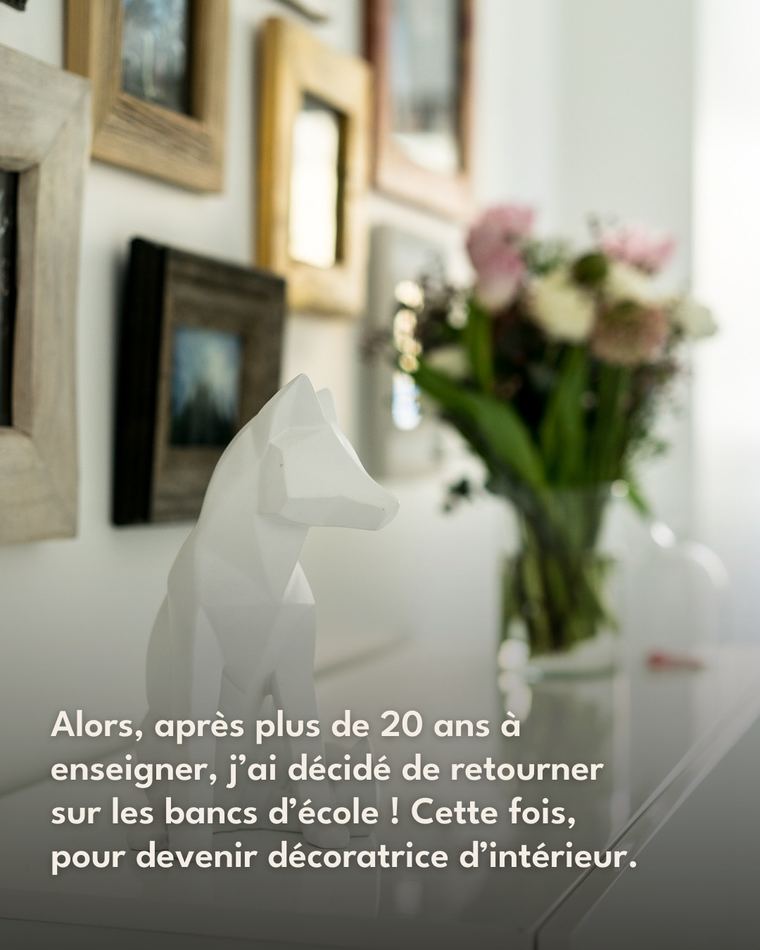 Alors, après plus de 20 ans à
enseigner, j’ai décidé de retourner
sur les bancs d’école ! Cette fois,
pour devenir décoratrice d’intérieur.